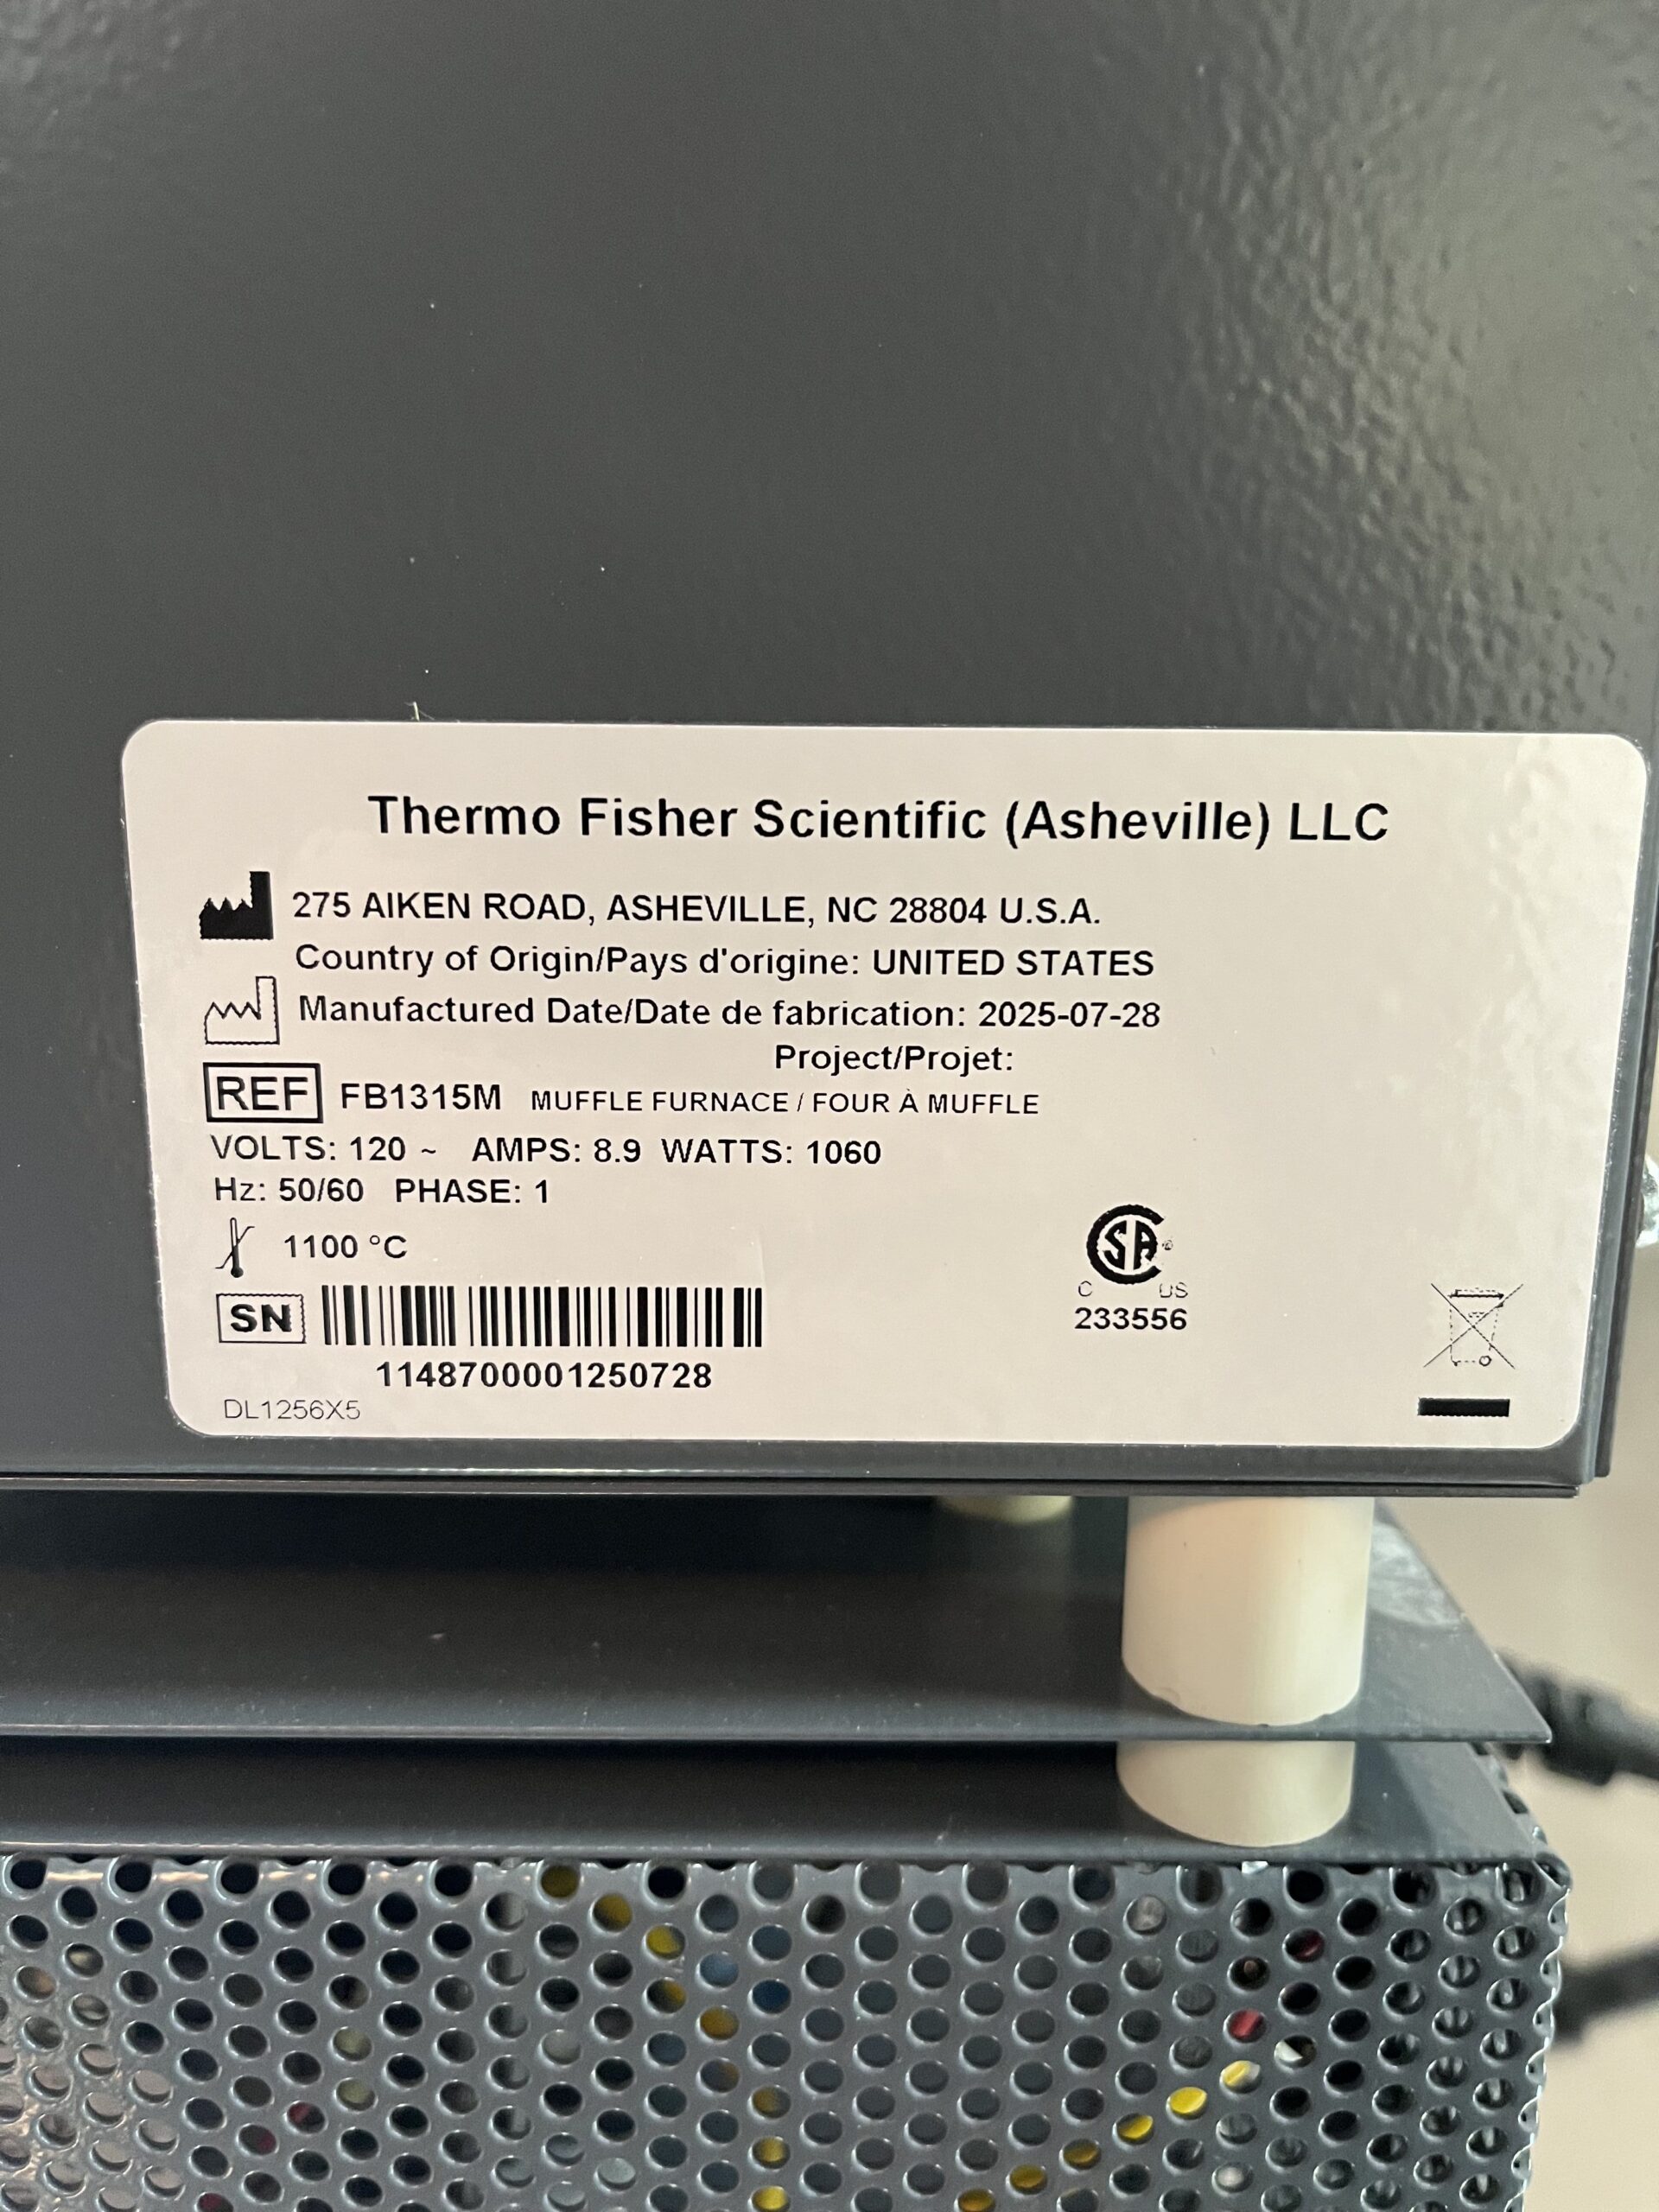 Thermo Fisher Scientific (Asheville) LLC
275 AIKEN ROAD, ASHEVILLE, NC 28804 U.S.A.
Country of Origin/Pays d'origine: UNITED STATES
Manufactured Date/Date de fabrication: 2025-07-28
Project/Projet:
REF FB1315M MUFFLE FURNACE / FOUR À MUFFLE
VOLTS: 120 ~ AMPS: 8.9 WATTS: 1060
Hz: 50/60 PHASE: 1
1100 °C
SN
1148700001250728
DL1256X5
CSA ®
C US
233556